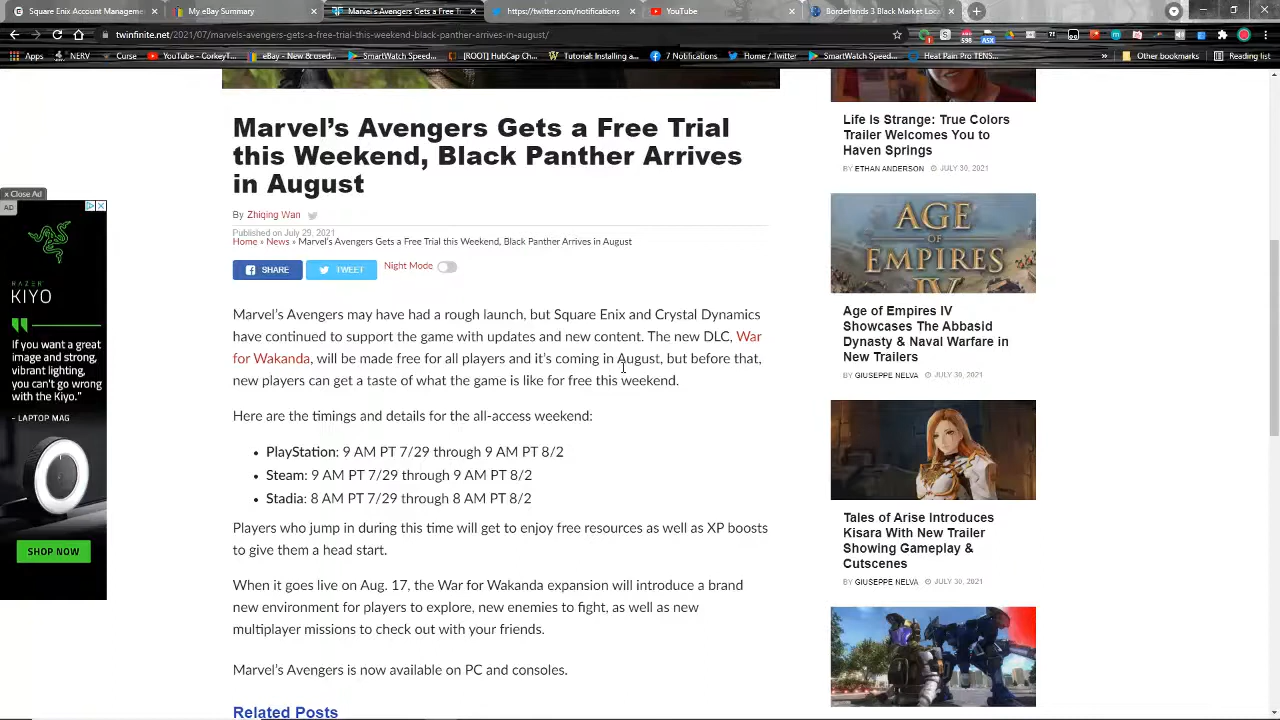 Square Enix Account Managem
My eBay Summary
Marvel's Avengers Gets a Free Tr
https://twitter.com/notifications
YouTube
Borderlands 3 Black Market Loc
twinfinite.net/2021/07/marvels-avengers-gets-a-free-trial-this-weekend-black-panther-arrives-in-august/
Apps
NERV
Curse
YouTube - CorkeyT...
SmartWatch Speed...
[ROOT] HubCap Ch...
Tutorial: Installing a...
7 Notifications
Home / Twitter
SmartWatch Speed...
Heat Pain Pro TENS...
»
Other bookmarks
Reading list
Marvel's Avengers Gets a Free Trial
this Weekend, Black Panther Arrives
in August
By Zhiqing Wan
Published on July 29, 2021
Home » News » Marvel's Avengers Gets a Free Trial this Weekend, Black Panther Arrives in August
SHARE
TWEET
Night Mode
Marvel's Avengers may have had a rough launch, but Square Enix and Crystal Dynamics
have continued to support the game with updates and new content. The new DLC, War
for Wakanda, will be made free for all players and it's coming in August, but before that,
new players can get a taste of what the game is like for free this weekend.
Here are the timings and details for the all-access weekend:
• PlayStation: 9 AM PT 7/29 through 9 AM PT 8/2
• Steam: 9 AM PT 7/29 through 9 AM PT 8/2
• Stadia: 8 AM PT 7/29 through 8 AM PT 8/2
Players who jump in during this time will get to enjoy free resources as well as XP boosts
to give them a head start.
When it goes live on Aug. 17, the War for Wakanda expansion will introduce a brand
new environment for players to explore, new enemies to fight, as well as new
multiplayer missions to check out with your friends.
Marvel's Avengers is now available on PC and consoles.
Related Posts
x Close Ad
AD
RAZER
KIYO
If you want a great
image and strong,
vibrant lighting,
you can't go wrong
with the Kiyo."
- LAPTOP MAG
SHOP NOW
Life Is Strange: True Colors
Trailer Welcomes You to
Haven Springs
BY ETHAN ANDERSON JULY 30, 2021
AGE
OF
EMPIRES
IV
Age of Empires IV
Showcases The Abbasid
Dynasty & Naval Warfare in
New Trailers
BY GIUSEPPE NELVA JULY 30, 2021
Tales of Arise Introduces
Kisara With New Trailer
Showing Gameplay &
Cutscenes
BY GIUSEPPE NELVA JULY 30, 2021